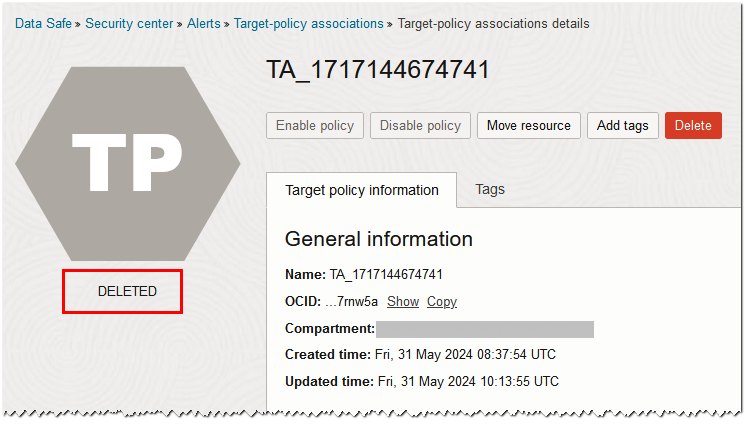 Data Safe » Security center » Alerts » Target-policy associations » Target-policy associations details
TA_1717144674741
TP
DELETED
Enable policy Disable policy Move resource Add tags Delete
Target policy information Tags
General information
Name: TA_1717144674741
OCID: ...7rnw5a Show Copy
Compartment:
Created time: Fri, 31 May 2024 08:37:54 UTC
Updated time: Fri, 31 May 2024 10:13:55 UTC